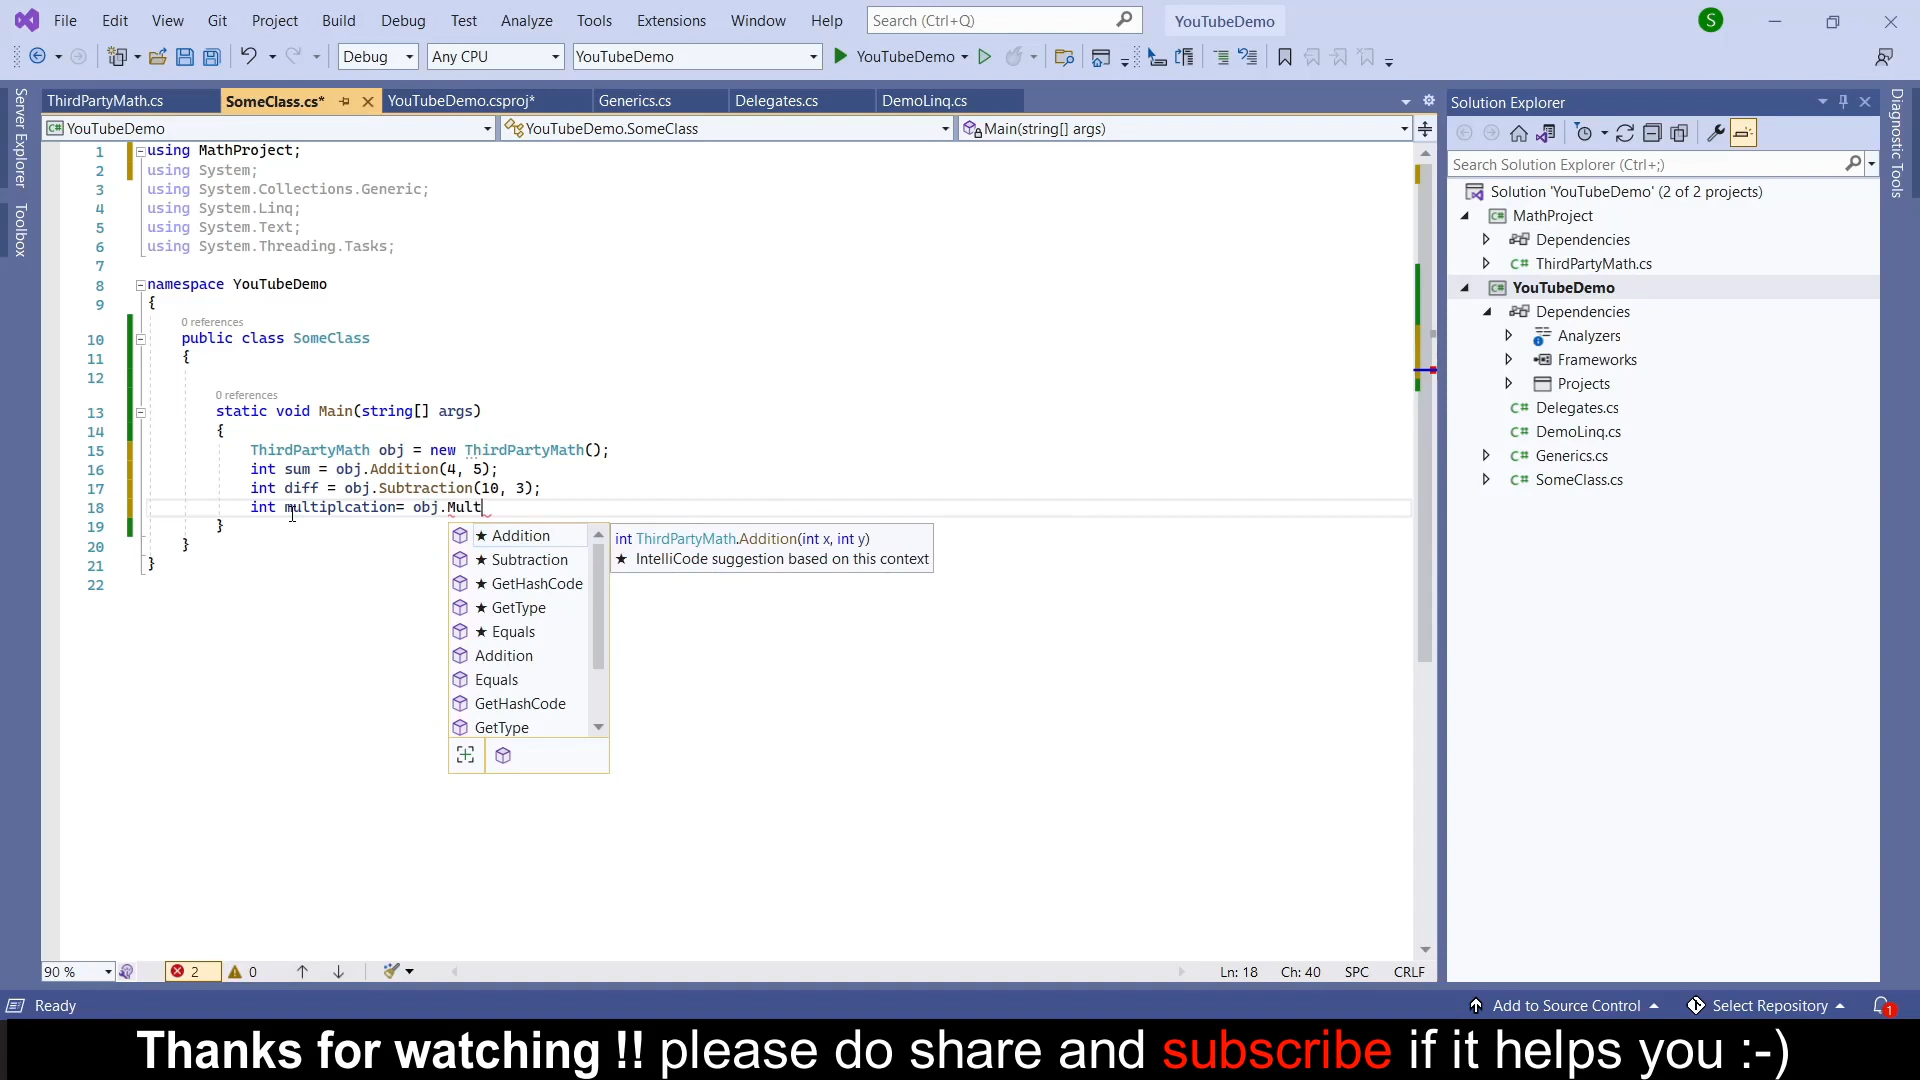 File Edit View Git Project Build Debug Test Analyze Tools Extensions Window Help Search (Ctrl+Q) YouTubeDemo S
Debug Any CPU YouTubeDemo YouTubeDemo
Server Explorer
Toolbox
ThirdPartyMath.cs SomeClass.cs* YouTubeDemo.csproj* Generics.cs Delegates.cs DemoLinq.cs
YouTubeDemo YouTubeDemo.SomeClass Main(string[] args)
1 using MathProject;
2 using System;
3 using System.Collections.Generic;
4 using System.Linq;
5 using System.Text;
6 using System.Threading.Tasks;
7
8 namespace YouTubeDemo
9 {
0 references
10 public class SomeClass
11 {
12
0 references
13 static void Main(string[] args)
14 {
15 ThirdPartyMath obj = new ThirdPartyMath();
16 int sum = obj.Addition(4, 5);
17 int diff = obj.Subtraction(10, 3);
18 int multiplcation= obj.Mult
19 }
20 }
21 }
22
★ Addition
★ Subtraction
★ GetHashCode
★ GetType
★ Equals
Addition
Equals
GetHashCode
GetType
int ThirdPartyMath.Addition(int x, int y)
★ IntelliCode suggestion based on this context
90 % 2 0 Ln: 18 Ch: 40 SPC CRLF
Solution Explorer
Search Solution Explorer (Ctrl+;)
Solution 'YouTubeDemo' (2 of 2 projects)
C# MathProject
Dependencies
C# ThirdPartyMath.cs
C# YouTubeDemo
Dependencies
Analyzers
Frameworks
Projects
C# Delegates.cs
C# DemoLinq.cs
C# Generics.cs
C# SomeClass.cs
Diagnostic Tools
Ready Add to Source Control Select Repository 1
Thanks for watching !! please do share and subscribe if it helps you :-)